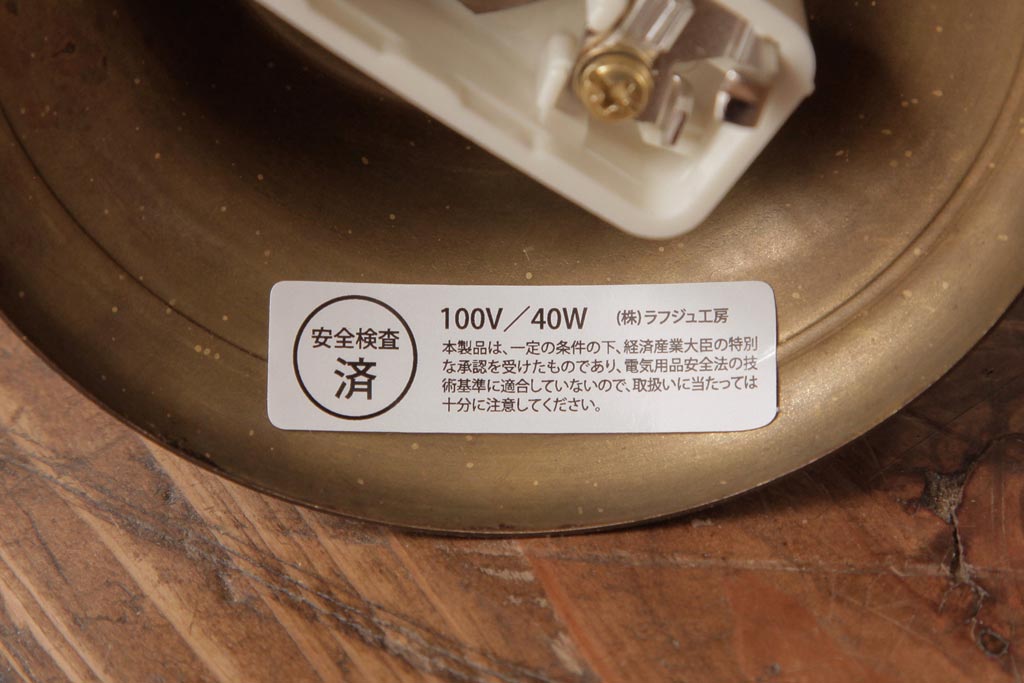 安全検査
済
100V／40W (株)ラフジュ工房
本製品は、一定の条件の下、経済産業大臣の特別
な承認を受けたものであり、電気用品安全法の技
術基準に適合していないので、取扱いに当たっては
十分に注意してください。